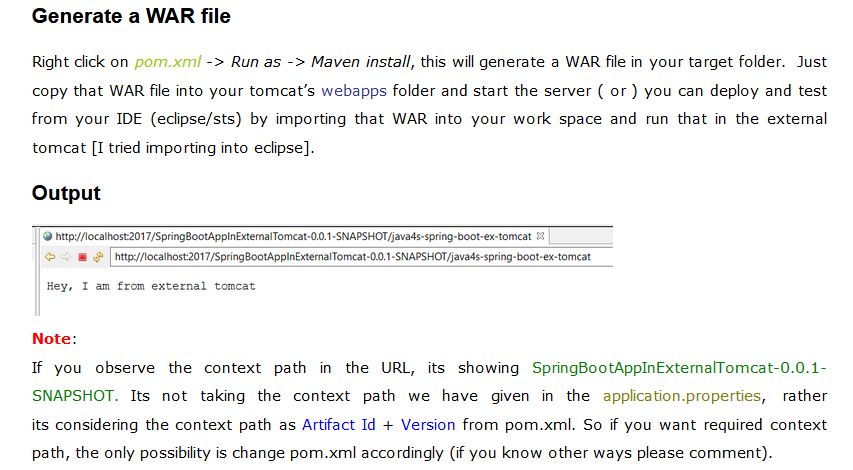 Generate a WAR file
Right click on pom.xml -> Run as -> Maven install, this will generate a WAR file in your target folder.  Just
copy that WAR file into your tomcat’s webapps folder and start the server ( or ) you can deploy and test
from your IDE (eclipse/sts) by importing that WAR into your work space and run that in the external
tomcat [I tried importing into eclipse].
Output
http://localhost:2017/SpringBootAppInExternalTomcat-0.0.1-SNAPSHOT/java4s-spring-boot-ex-tomcat
http://localhost:2017/SpringBootAppInExternalTomcat-0.0.1-SNAPSHOT/java4s-spring-boot-ex-tomcat
Hey, I am from external tomcat
Note:
If you observe the context path in the URL, its showing SpringBootAppInExternalTomcat-0.0.1-
SNAPSHOT. Its not taking the context path we have given in the application.properties, rather
its considering the context path as Artifact Id + Version from pom.xml. So if you want required context
path, the only possibility is change pom.xml accordingly (if you know other ways please comment).